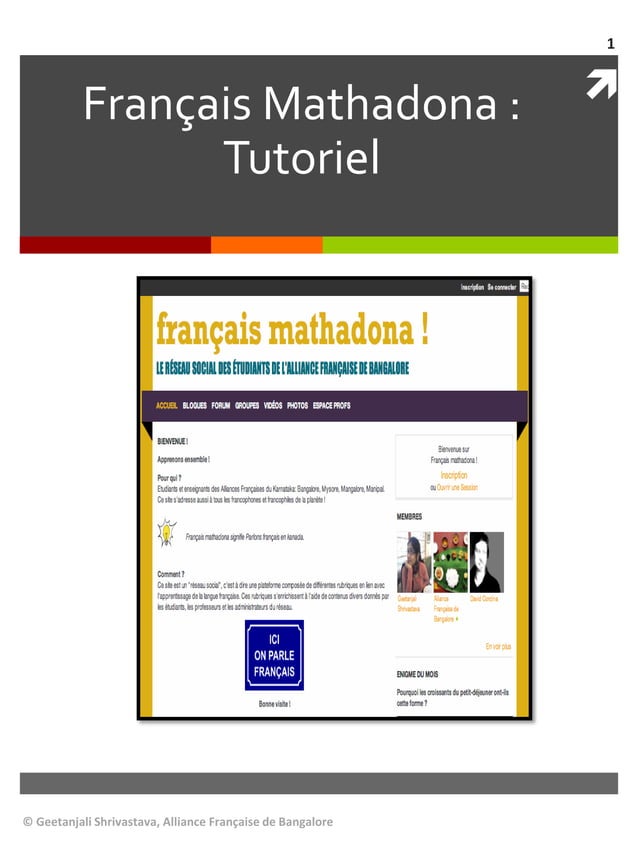 1
Français Mathadona :
Tutoriel
Inscription Se connecter
français mathadona !
LE RÉSEAU SOCIAL DES ÉTUDIANTS DE L'ALLIANCE FRANÇAISE DE BANGALORE
ACCUEIL BLOGUES FORUM GROUPES VIDÉOS PHOTOS ESPACE PROFS
BIENVENUE !
Apprenons ensemble !
Pour qui ?
Etudiants et enseignants des Alliances Françaises du Karnataka: Bangalore, Mysore, Mangalore, Manipal.
Ce site s'adresse aussi à tous les francophones et francophiles de la planète !
Français mathadona signifie Parlons français en kanada.
Comment ?
Ce site est un "réseau social", c'est à dire une plateforme composée de différentes rubriques en lien avec
l'apprentissage de la langue française. Ces rubriques s'enrichissent à l'aide de contenus divers donnés par
les étudiants, les professeurs et les administrateurs du réseau.
ICI
ON PARLE
FRANÇAIS
Bonne visite !
Bienvenue sur
Français mathadona !
Inscription
ou Ouvrir une Session
MEMBRES
Geetanjali
Shrivastava
Alliance
Française de
Bangalore
David Cordina
En voir plus
ENIGME DU MOIS
Pourquoi les croissants du petit-déjeuner ont-ils
cette forme ?
© Geetanjali Shrivastava, Alliance Française de Bangalore